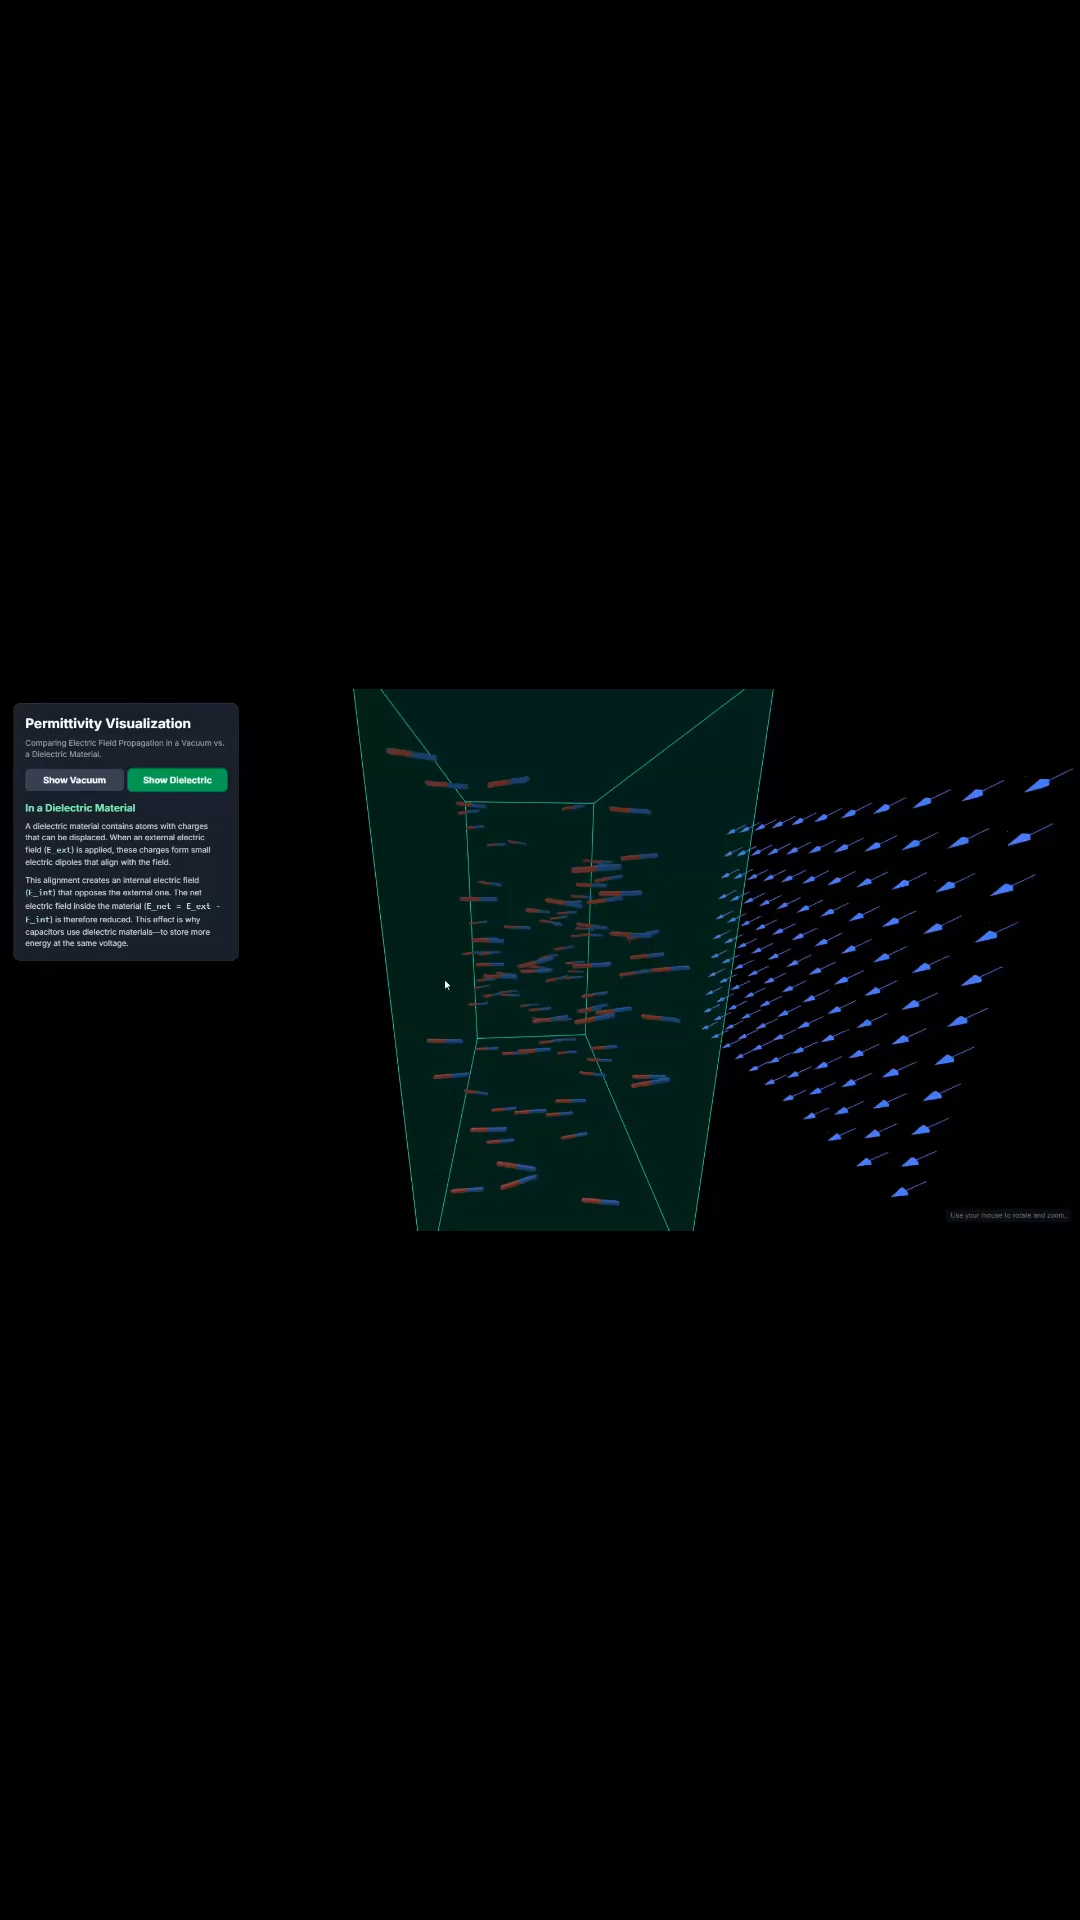 Permittivity Visualization
Comparing Electric Field Propagation in a Vacuum vs.
a Dielectric Material.
Show Vacuum
Show Dielectric
In a Dielectric Material
A dielectric material contains atoms with charges
that can be displaced. When an external electric
field (E_ext) is applied, these charges form small
electric dipoles that align with the field.
This alignment creates an internal electric field
(E_int) that opposes the external one. The net
electric field inside the material (E_net = E_ext -
E_int) is therefore reduced. This effect is why
capacitors use dielectric materials—to store more
energy at the same voltage.
Use your mouse to rotate and zoom.